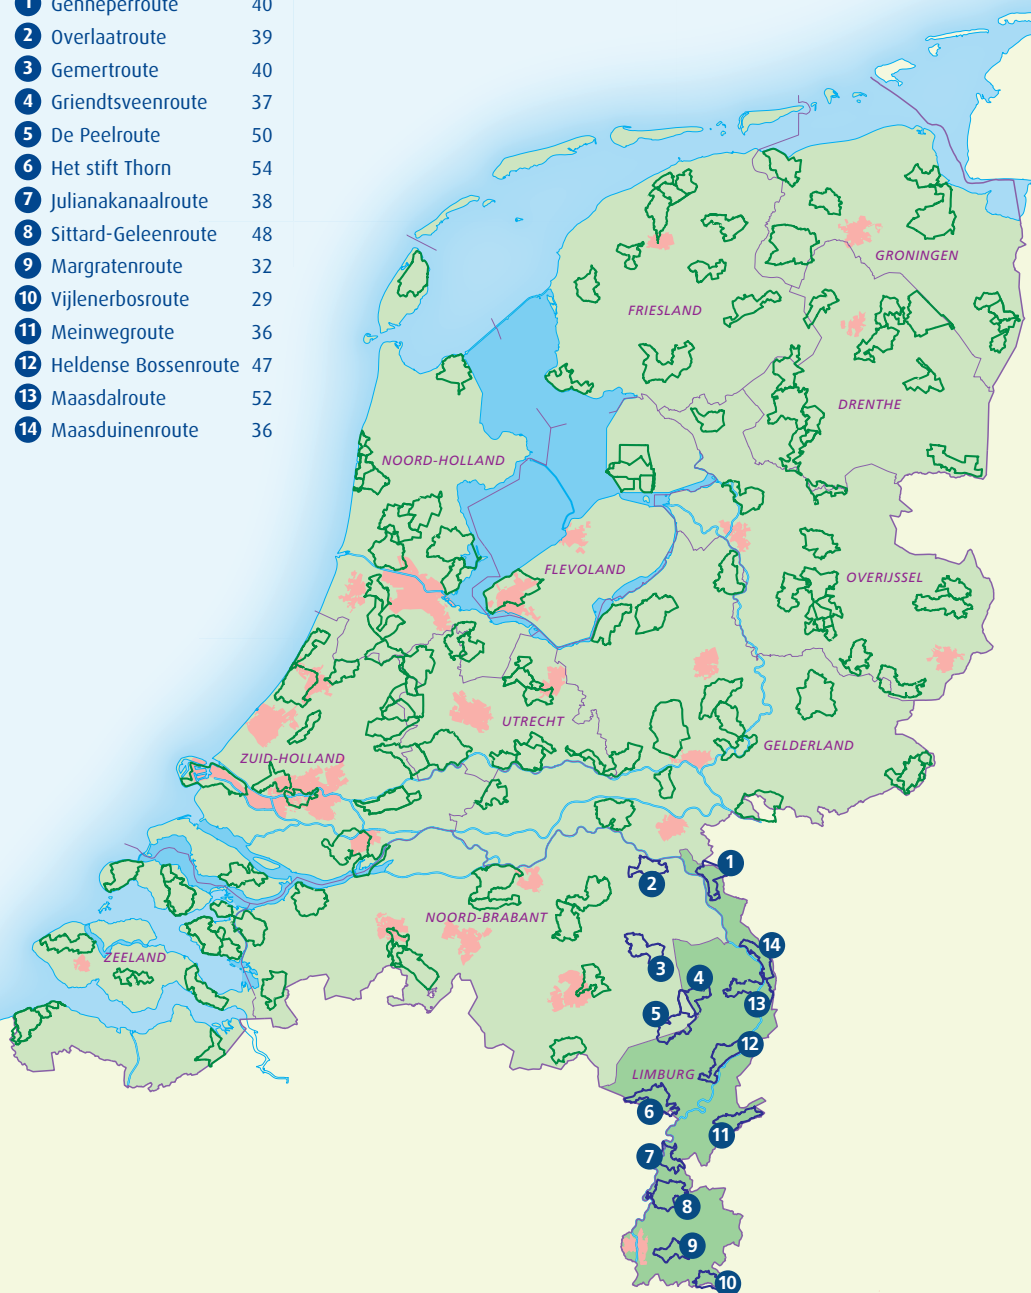 1 Genneperroute 40
2 Overlaatroute 39
3 Gemertroute 40
4 Griendtsveenroute 37
5 De Peelroute 50
6 Het stift Thorn 54
7 Julianakanaalroute 38
8 Sittard-Geleenroute 48
9 Margratenroute 32
10 Vijlenerbosroute 29
11 Meinwegroute 36
12 Heldense Bossenroute 47
13 Maasdalroute 52
14 Maasduinenroute 36
GRONINGEN
FRIESLAND
DRENTHE
NOORD-HOLLAND
FLEVOLAND
OVERIJSSEL
UTRECHT
GELDERLAND
ZUID-HOLLAND
1
2
NOORD-BRABANT
14
ZEELAND
3
4
13
5
12
LIMBURG
6
11
7
8
9
10